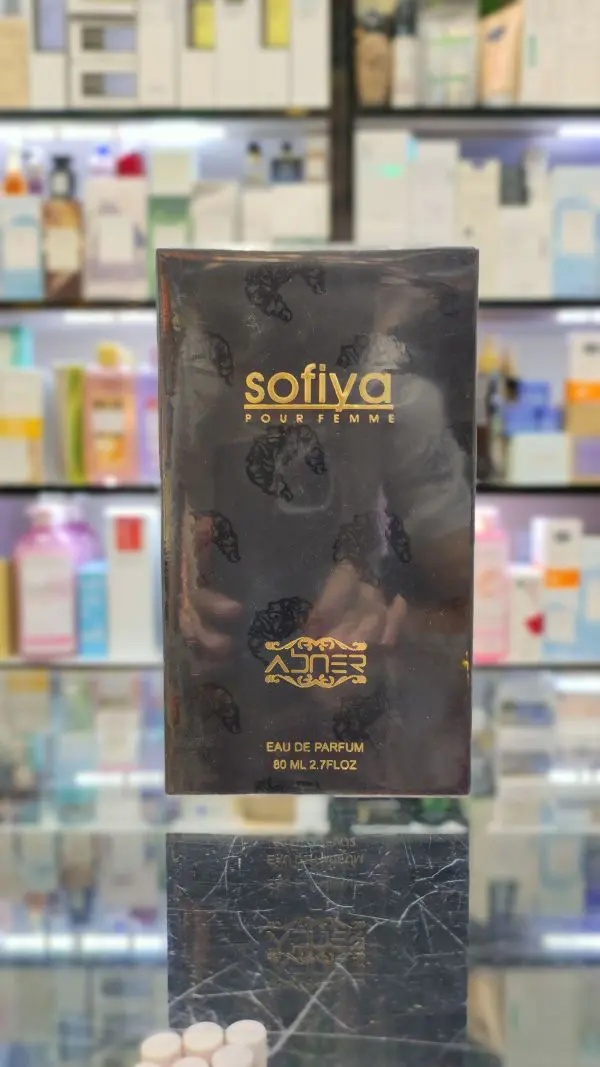 sofiya
POUR FEMME
ADNER
EAU DE PARFUM
80 ML 2.7FLOZ